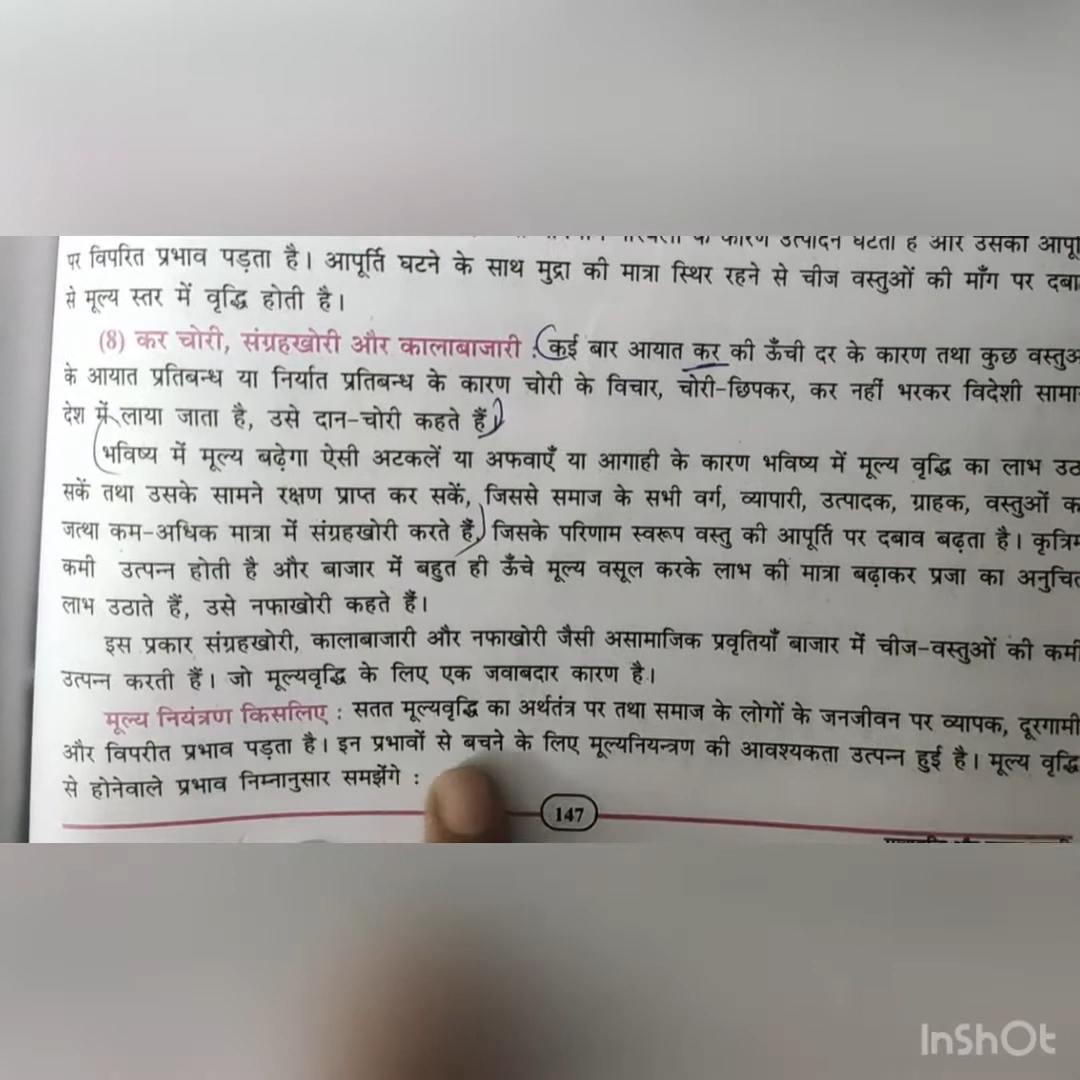 के कारण उत्पादन घटता है और उसकी
पर विपरित प्रभाव पड़ता है। आपूर्ति घटने के साथ मुद्रा की मात्रा स्थिर रहने से चीज वस्तुओं की माँग पर
से मूल्य स्तर में वृद्धि होती है।
(8) कर चोरी, संग्रहखोरी और कालाबाजारी : कई बार आयात कर की ऊँची दर के कारण तथा कुछ
के आयात प्रतिबन्ध या निर्यात प्रतिबन्ध के कारण चोरी के विचार, चोरी-छिपकर, कर नहीं भरकर विदेशी
देश में लाया जाता है, उसे दान-चोरी कहते हैं।
भविष्य में मूल्य बढ़ेगा ऐसी अटकलें या अफवाएँ या आगाही के कारण भविष्य में मूल्य वृद्धि का लाभ
सकें तथा उसके सामने रक्षण प्राप्त कर सकें, जिससे समाज के सभी वर्ग, व्यापारी, उत्पादक, ग्राहक, वस्तुओं
जत्था कम-अधिक मात्रा में संग्रहखोरी करते हैं, जिसके परिणाम स्वरूप वस्तु की आपूर्ति पर दबाव बढ़ता है।
कमी उत्पन्न होती है और बाजार में बहुत ही ऊँचे मूल्य वसूल करके लाभ की मात्रा बढ़ाकर प्रजा का
लाभ उठाते हैं, उसे नफाखोरी कहते हैं।
इस प्रकार संग्रहखोरी, कालाबाजारी और नफाखोरी जैसी असामाजिक प्रवृतियाँ बाजार में चीज-वस्तुओं की कमी
उत्पन्न करती हैं। जो मूल्यवृद्धि के लिए एक जवाबदार कारण है।
मूल्य नियंत्रण किसलिए : सतत मूल्यवृद्धि का अर्थतंत्र पर तथा समाज के लोगों के जनजीवन पर व्यापक, दूरगामी
और विपरीत प्रभाव पड़ता है। इन प्रभावों से बचने के लिए मूल्यनियन्त्रण की आवश्यकता उत्पन्न हुई है। मूल्य वृद्धि
से होनेवाले प्रभाव निम्नानुसार समझेंगे :
147
InShOt